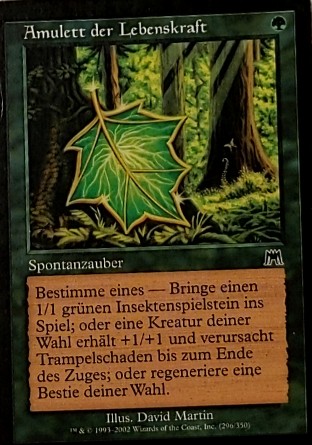 Amulett der Lebenskraft
Spontanzauber
Bestimme eines — Bringe einen
1/1 grünen Insektenspielstein ins
Spiel; oder eine Kreatur deiner
Wahl erhält +1/+1 und verursacht
Trampelschaden bis zum Ende
des Zuges; oder regeneriere eine
Bestie deiner Wahl.
Illus. David Martin
™ & © 1993-2002 Wizards of the Coast, Inc. (296/350)